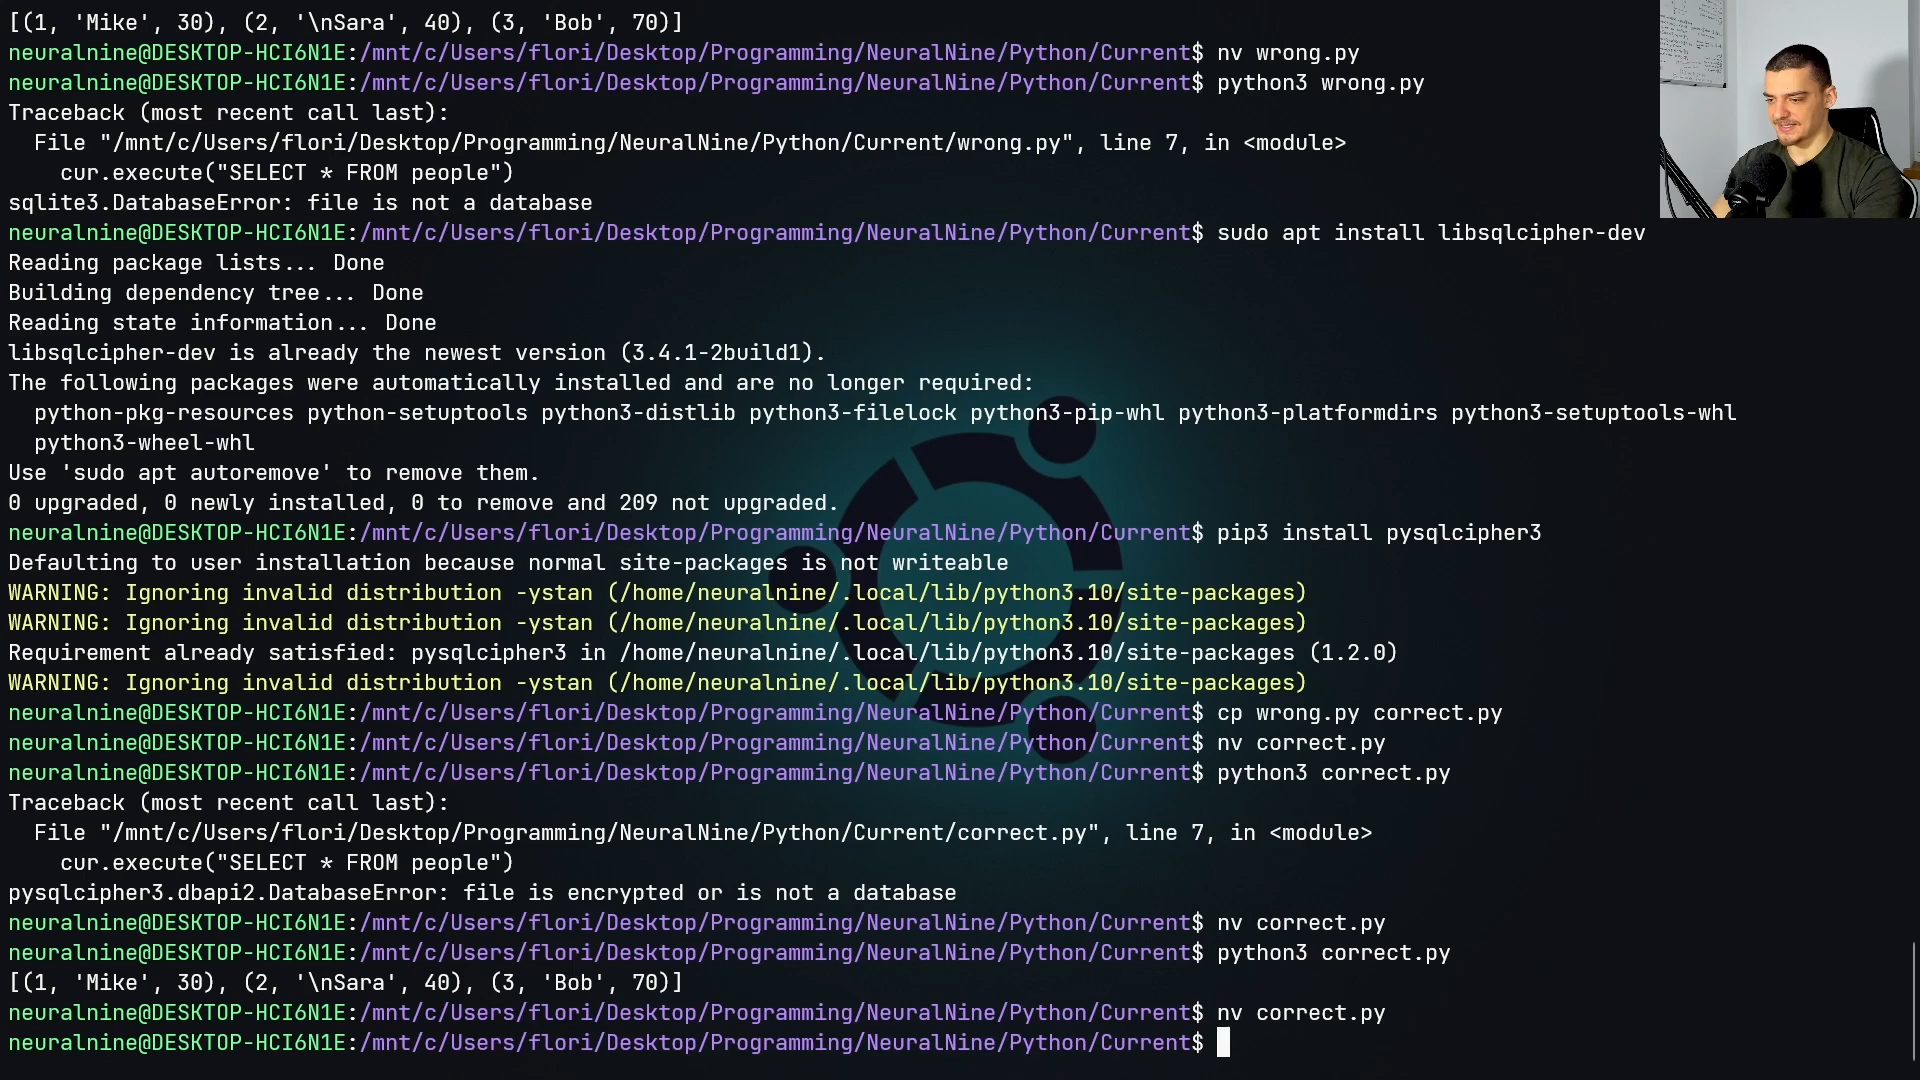 [(1, 'Mike', 30), (2, '\nSara', 40), (3, 'Bob', 70)]
neuralnine@DESKTOP-HCI6N1E:/mnt/c/Users/flori/Desktop/Programming/NeuralNine/Python/Current$ nv wrong.py
neuralnine@DESKTOP-HCI6N1E:/mnt/c/Users/flori/Desktop/Programming/NeuralNine/Python/Current$ python3 wrong.py
Traceback (most recent call last):
  File "/mnt/c/Users/flori/Desktop/Programming/NeuralNine/Python/Current/wrong.py", line 7, in <module>
    cur.execute("SELECT * FROM people")
sqlite3.DatabaseError: file is not a database
neuralnine@DESKTOP-HCI6N1E:/mnt/c/Users/flori/Desktop/Programming/NeuralNine/Python/Current$ sudo apt install libsqlcipher-dev
Reading package lists... Done
Building dependency tree... Done
Reading state information... Done
libsqlcipher-dev is already the newest version (3.4.1-2build1).
The following packages were automatically installed and are no longer required:
  python-pkg-resources python-setuptools python3-distlib python3-filelock python3-pip-whl python3-platformdirs python3-setuptools-whl
  python3-wheel-whl
Use 'sudo apt autoremove' to remove them.
0 upgraded, 0 newly installed, 0 to remove and 209 not upgraded.
neuralnine@DESKTOP-HCI6N1E:/mnt/c/Users/flori/Desktop/Programming/NeuralNine/Python/Current$ pip3 install pysqlcipher3
Defaulting to user installation because normal site-packages is not writeable
WARNING: Ignoring invalid distribution -ystan (/home/neuralnine/.local/lib/python3.10/site-packages)
WARNING: Ignoring invalid distribution -ystan (/home/neuralnine/.local/lib/python3.10/site-packages)
Requirement already satisfied: pysqlcipher3 in /home/neuralnine/.local/lib/python3.10/site-packages (1.2.0)
WARNING: Ignoring invalid distribution -ystan (/home/neuralnine/.local/lib/python3.10/site-packages)
neuralnine@DESKTOP-HCI6N1E:/mnt/c/Users/flori/Desktop/Programming/NeuralNine/Python/Current$ cp wrong.py correct.py
neuralnine@DESKTOP-HCI6N1E:/mnt/c/Users/flori/Desktop/Programming/NeuralNine/Python/Current$ nv correct.py
neuralnine@DESKTOP-HCI6N1E:/mnt/c/Users/flori/Desktop/Programming/NeuralNine/Python/Current$ python3 correct.py
Traceback (most recent call last):
  File "/mnt/c/Users/flori/Desktop/Programming/NeuralNine/Python/Current/correct.py", line 7, in <module>
    cur.execute("SELECT * FROM people")
pysqlcipher3.dbapi2.DatabaseError: file is encrypted or is not a database
neuralnine@DESKTOP-HCI6N1E:/mnt/c/Users/flori/Desktop/Programming/NeuralNine/Python/Current$ nv correct.py
neuralnine@DESKTOP-HCI6N1E:/mnt/c/Users/flori/Desktop/Programming/NeuralNine/Python/Current$ python3 correct.py
[(1, 'Mike', 30), (2, '\nSara', 40), (3, 'Bob', 70)]
neuralnine@DESKTOP-HCI6N1E:/mnt/c/Users/flori/Desktop/Programming/NeuralNine/Python/Current$ nv correct.py
neuralnine@DESKTOP-HCI6N1E:/mnt/c/Users/flori/Desktop/Programming/NeuralNine/Python/Current$